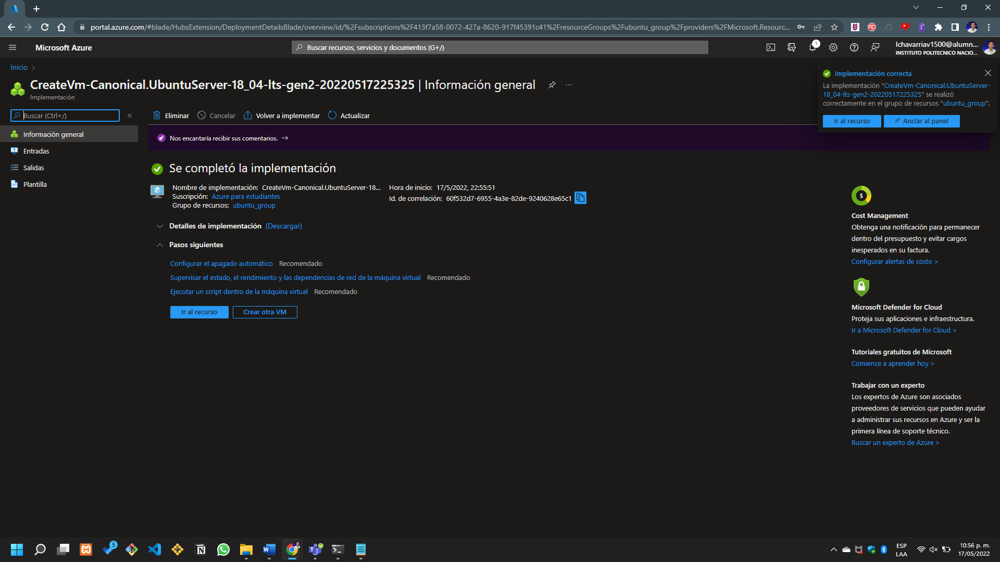 portal.azure.com/#blade/HubsExtension/DeploymentDetailsBlade/overview/id/%2Fsubscriptions%2F413f7a58-0072-427a-8620-917f45391c41%2FresourceGroups%2Fubuntu_group%2Fproviders%2FMicrosoft.Resourc...
Microsoft Azure
Buscar recursos, servicios y documentos (G+/)
1
lchavarriav1500@alumn...
INSTITUTO POLITECNICO NACIO...
Inicio
CreateVm-Canonical.UbuntuServer-18_04-lts-gen2-20220517225325 | Información general
Implementación
Implementación correcta
La implementación "CreateVm-Canonical.UbuntuServer-
18_04-lts-gen2-20220517225325" se realizó
correctamente en el grupo de recursos "ubuntu_group".
Ir al recurso
Anclar al panel
Buscar (Ctrl+/)
Información general
Entradas
Salidas
Plantilla
Eliminar
Cancelar
Volver a implementar
Actualizar
Nos encantaría recibir sus comentarios.
Se completó la implementación
Nombre de implementación: CreateVm-Canonical.UbuntuServer-18...
Suscripción: Azure para estudiantes
Grupo de recursos: ubuntu_group
Hora de inicio: 17/5/2022, 22:55:51
Id. de correlación: 60f532d7-6955-4a3e-82de-9240628e65c1
Detalles de implementación (Descargar)
Pasos siguientes
Configurar el apagado automático Recomendado
Supervisar el estado, el rendimiento y las dependencias de red de la máquina virtual Recomendado
Ejecutar un script dentro de la máquina virtual Recomendado
Ir al recurso
Crear otra VM
Cost Management
Obtenga una notificación para permanecer
dentro del presupuesto y evitar cargos
inesperados en su factura.
Configurar alertas de costo >
Microsoft Defender for Cloud
Proteja sus aplicaciones e infraestructura.
Ir a Microsoft Defender for Cloud >
Tutoriales gratuitos de Microsoft
Comience a aprender hoy >
Trabajar con un experto
Los expertos de Azure son asociados
proveedores de servicios que pueden ayudar
a administrar sus recursos en Azure y ser la
primera línea de soporte técnico.
Buscar un experto de Azure >
5
ESP
LAA
10:56 p. m.
17/05/2022